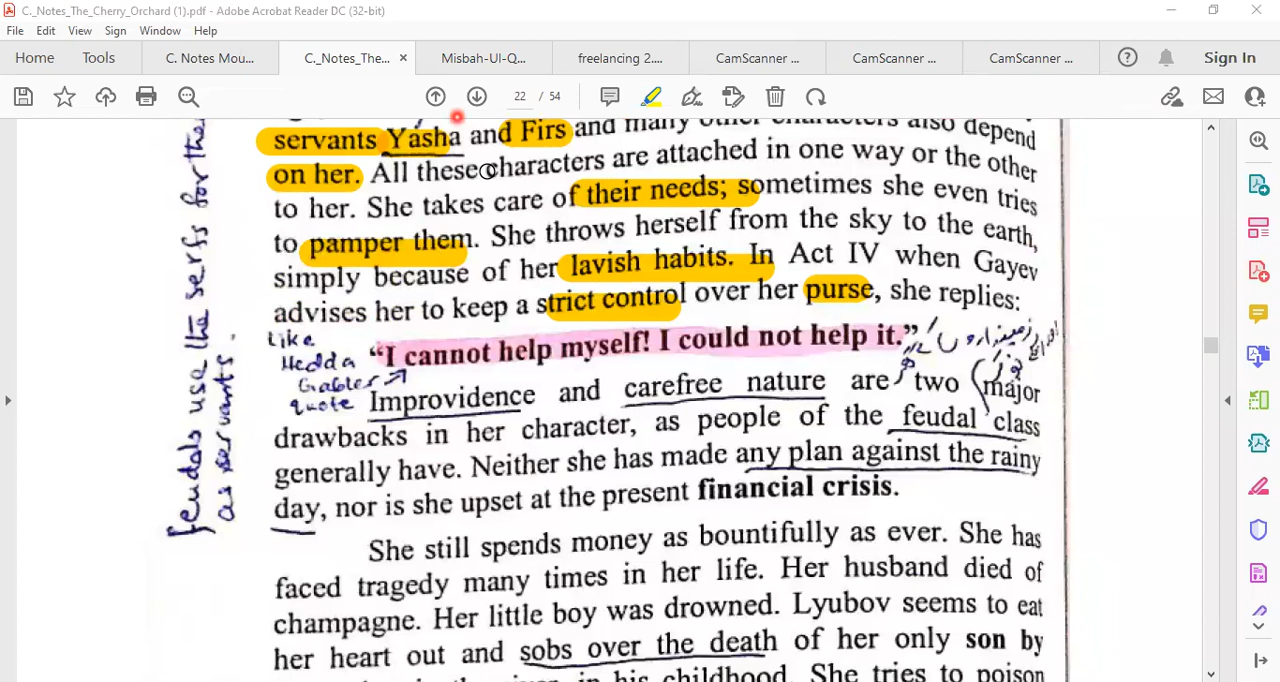 C._Notes_The_Cherry_Orchard (1).pdf - Adobe Acrobat Reader DC (32-bit)
File Edit View Sign Window Help
Home Tools C. Notes Mou... C._Notes_The... × Misbah-Ul-Q... freelancing 2.... CamScanner ... CamScanner ... CamScanner ... Sign In
22 / 54
servants Yasha and Firs and many other characters also depend
on her. All these characters are attached in one way or the other
to her. She takes care of their needs; sometimes she even tries
to pamper them. She throws herself from the sky to the earth,
simply because of her lavish habits. In Act IV when Gayev
advises her to keep a strict control over her purse, she replies:
“I cannot help myself! I could not help it.”
Improvidence and carefree nature are two major
drawbacks in her character, as people of the feudal class
generally have. Neither she has made any plan against the rainy
day, nor is she upset at the present financial crisis.
She still spends money as bountifully as ever. She has
faced tragedy many times in her life. Her husband died of
champagne. Her little boy was drowned. Lyubov seems to eat
her heart out and sobs over the death of her only son by
in his childhood. She tries to poison
Like
Hedda
Gabler
quote
feudals use the serfs for the
as servants.